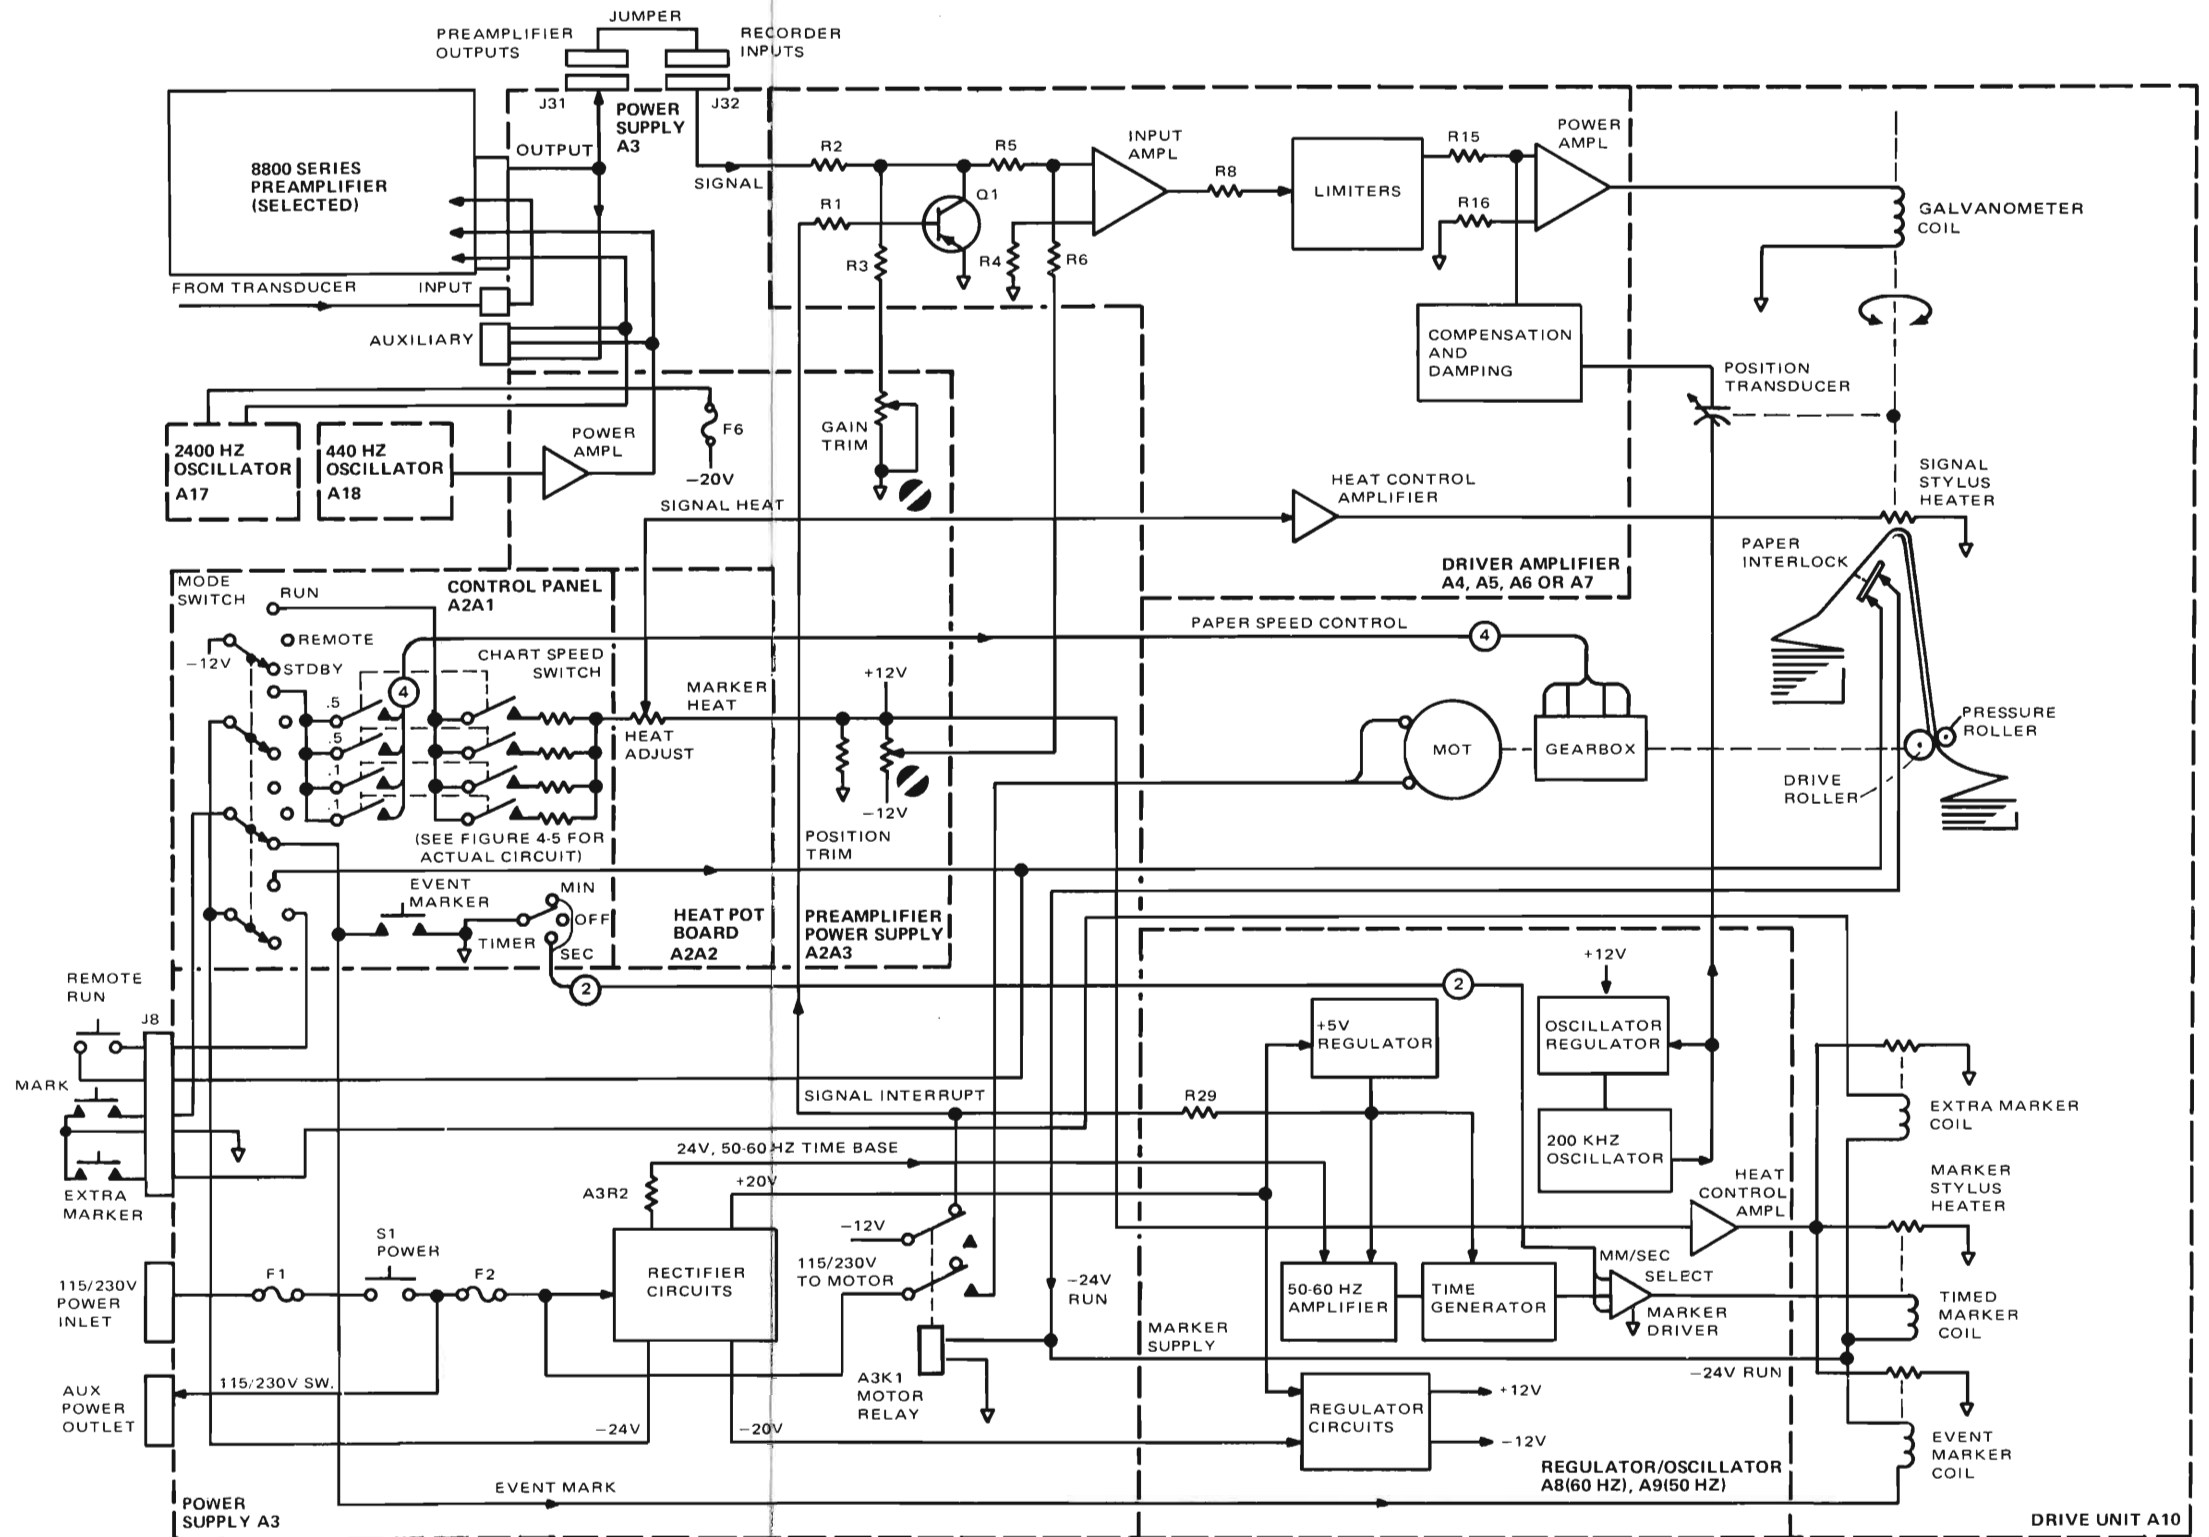 JUMPER
PREAMPLIFIER
OUTPUTS
RECORDER
INPUTS
J31
J32
POWER
SUPPLY
A3
OUTPUT
SIGNAL
8800 SERIES
PREAMPLIFIER
(SELECTED)
FROM TRANSDUCER
INPUT
AUXILIARY
R2
R5
R1
Q1
R3
R4
R6
INPUT
AMPL
R8
LIMITERS
R15
R16
POWER
AMPL
GALVANOMETER
COIL
COMPENSATION
AND
DAMPING
POSITION
TRANSDUCER
2400 HZ
OSCILLATOR
A17
440 HZ
OSCILLATOR
A18
POWER
AMPL
F6
−20V
GAIN
TRIM
SIGNAL HEAT
HEAT CONTROL
AMPLIFIER
SIGNAL
STYLUS
HEATER
DRIVER AMPLIFIER
A4, A5, A6 OR A7
PAPER
INTERLOCK
MODE
SWITCH
RUN
REMOTE
STDBY
−12V
CONTROL PANEL
A2A1
CHART SPEED
SWITCH
4
.5
.5
.1
.1
(SEE FIGURE 4-5 FOR
ACTUAL CIRCUIT)
MARKER
HEAT
HEAT
ADJUST
+12V
−12V
POSITION
TRIM
PAPER SPEED CONTROL
4
MOT
GEARBOX
PRESSURE
ROLLER
DRIVE
ROLLER
EVENT
MARKER
TIMER
MIN
OFF
SEC
2
HEAT POT
BOARD
A2A2
PREAMPLIFIER
POWER SUPPLY
A2A3
2
REMOTE
RUN
J8
MARK
EXTRA
MARKER
SIGNAL INTERRUPT
R29
+5V
REGULATOR
+12V
OSCILLATOR
REGULATOR
200 KHZ
OSCILLATOR
EXTRA MARKER
COIL
24V, 50-60 HZ TIME BASE
A3R2
+20V
HEAT
CONTROL
AMPL
MARKER
STYLUS
HEATER
S1
POWER
F1
F2
115/230V
POWER
INLET
RECTIFIER
CIRCUITS
−12V
115/230V
TO MOTOR
−24V
RUN
50-60 HZ
AMPLIFIER
TIME
GENERATOR
MM/SEC
SELECT
MARKER
DRIVER
TIMED
MARKER
COIL
MARKER
SUPPLY
A3K1
MOTOR
RELAY
−24V RUN
AUX
POWER
OUTLET
115/230V SW.
−24V
−20V
REGULATOR
CIRCUITS
+12V
−12V
EVENT
MARKER
COIL
EVENT MARK
REGULATOR/OSCILLATOR
A8(60 HZ), A9(50 HZ)
POWER
SUPPLY A3
DRIVE UNIT A10